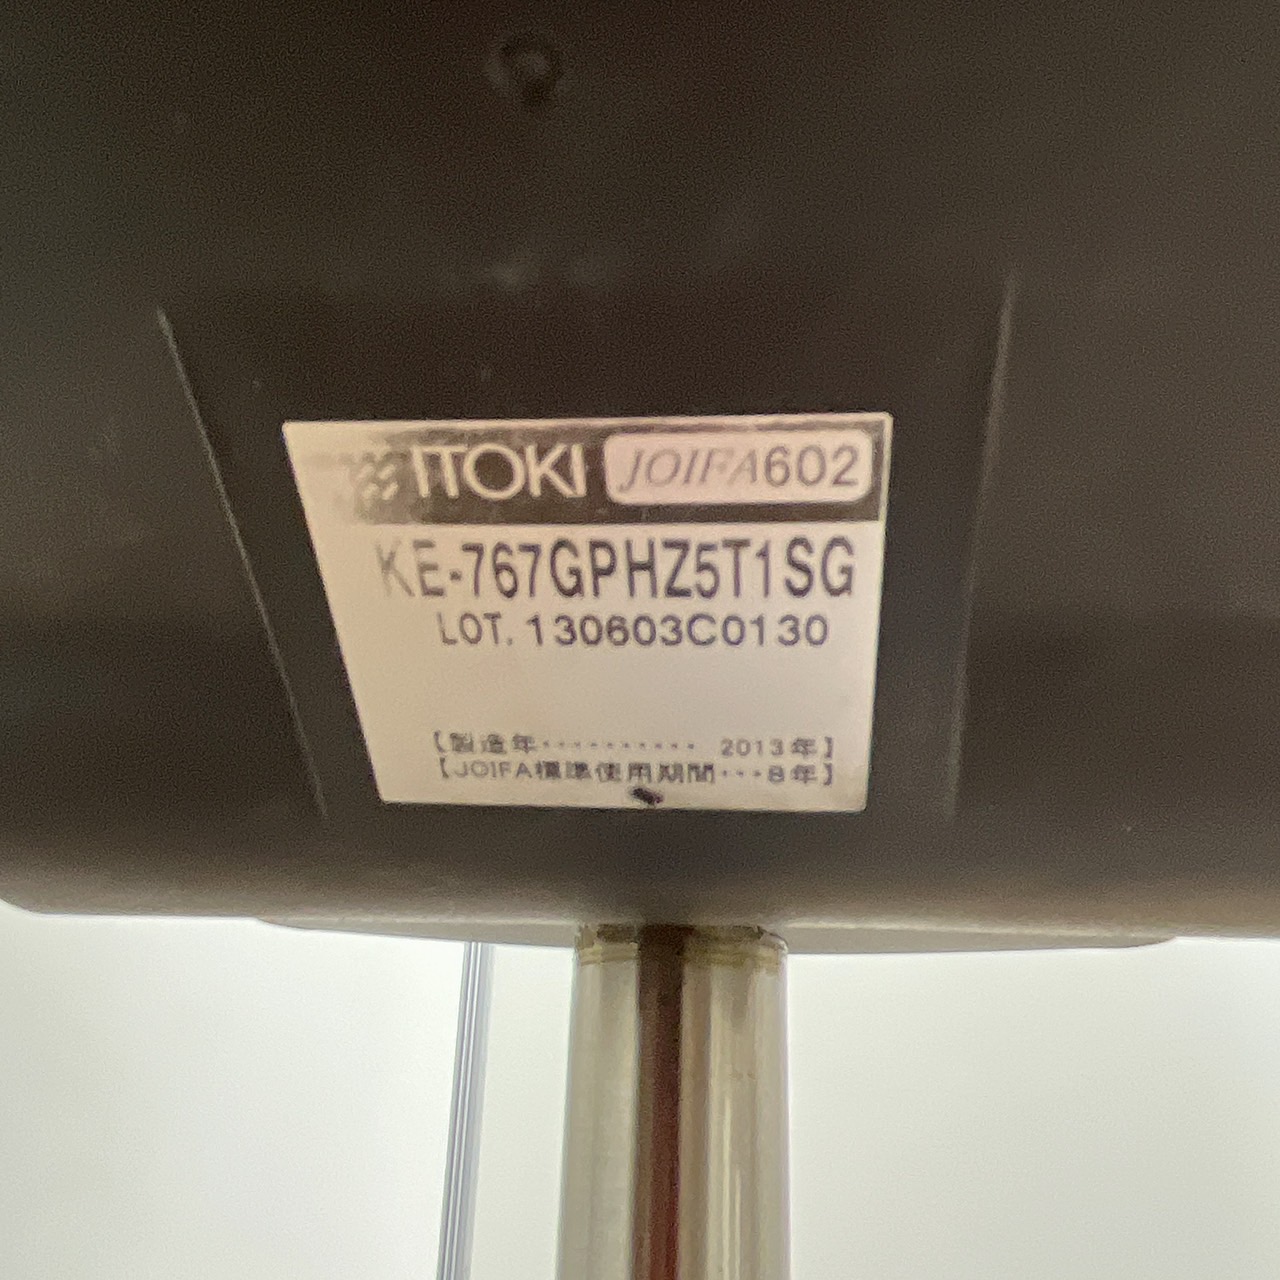 ITOKI JOIFA602
KE-767GPHZ5T1SG
LOT. 130603C0130
【製造年·········· 2013年】
【JOIFA標準使用期間···8年】